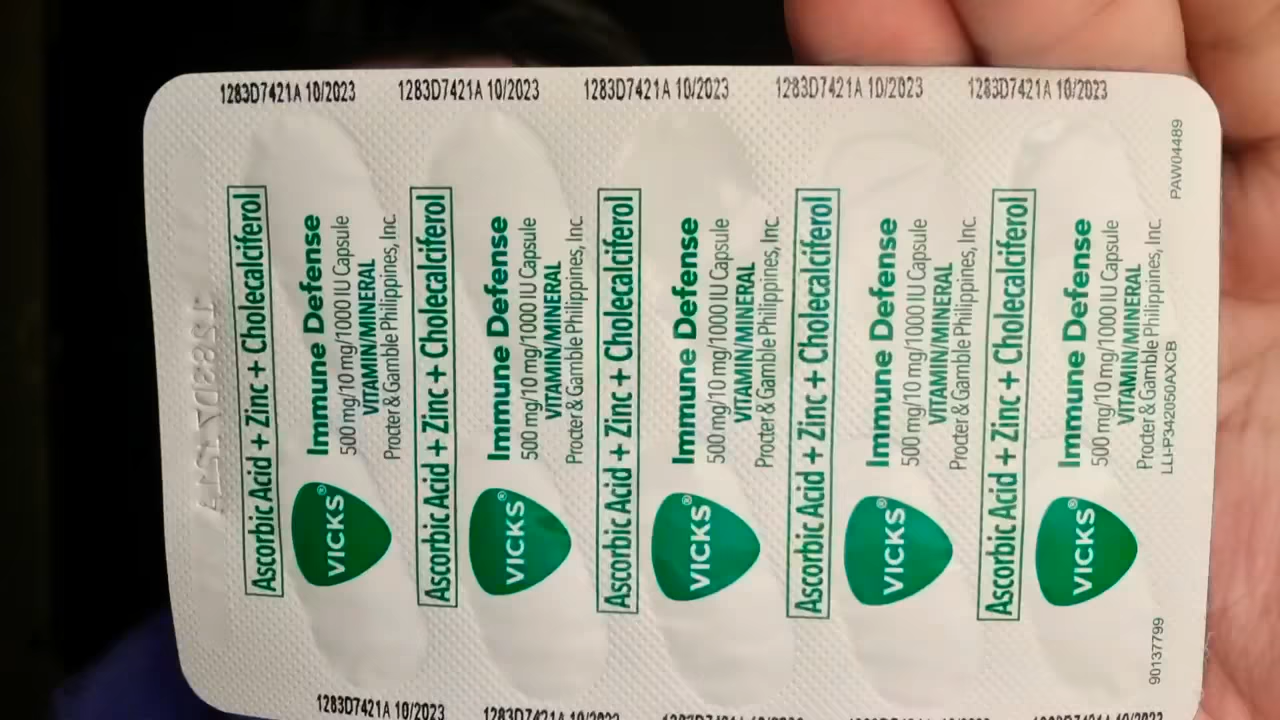 1283D7421A 10/2023
1283D7421A 10/2023
1283D7421A 10/2023
1283D7421A 10/2023
1283D7421A 10/2023
Ascorbic Acid + Zinc + Cholecalciferol
VICKS®
Immune Defense
500 mg/10 mg/1000 IU Capsule
VITAMIN/MINERAL
Procter & Gamble Philippines, Inc.
Ascorbic Acid + Zinc + Cholecalciferol
VICKS®
Immune Defense
500 mg/10 mg/1000 IU Capsule
VITAMIN/MINERAL
Procter & Gamble Philippines, Inc.
Ascorbic Acid + Zinc + Cholecalciferol
VICKS®
Immune Defense
500 mg/10 mg/1000 IU Capsule
VITAMIN/MINERAL
Procter & Gamble Philippines, Inc.
Ascorbic Acid + Zinc + Cholecalciferol
VICKS®
Immune Defense
500 mg/10 mg/1000 IU Capsule
VITAMIN/MINERAL
Procter & Gamble Philippines, Inc.
Ascorbic Acid + Zinc + Cholecalciferol
VICKS®
Immune Defense
500 mg/10 mg/1000 IU Capsule
VITAMIN/MINERAL
Procter & Gamble Philippines, Inc.
LLI-P342050AXCB
90137799
PAW04489
1283D7421A 10/2023